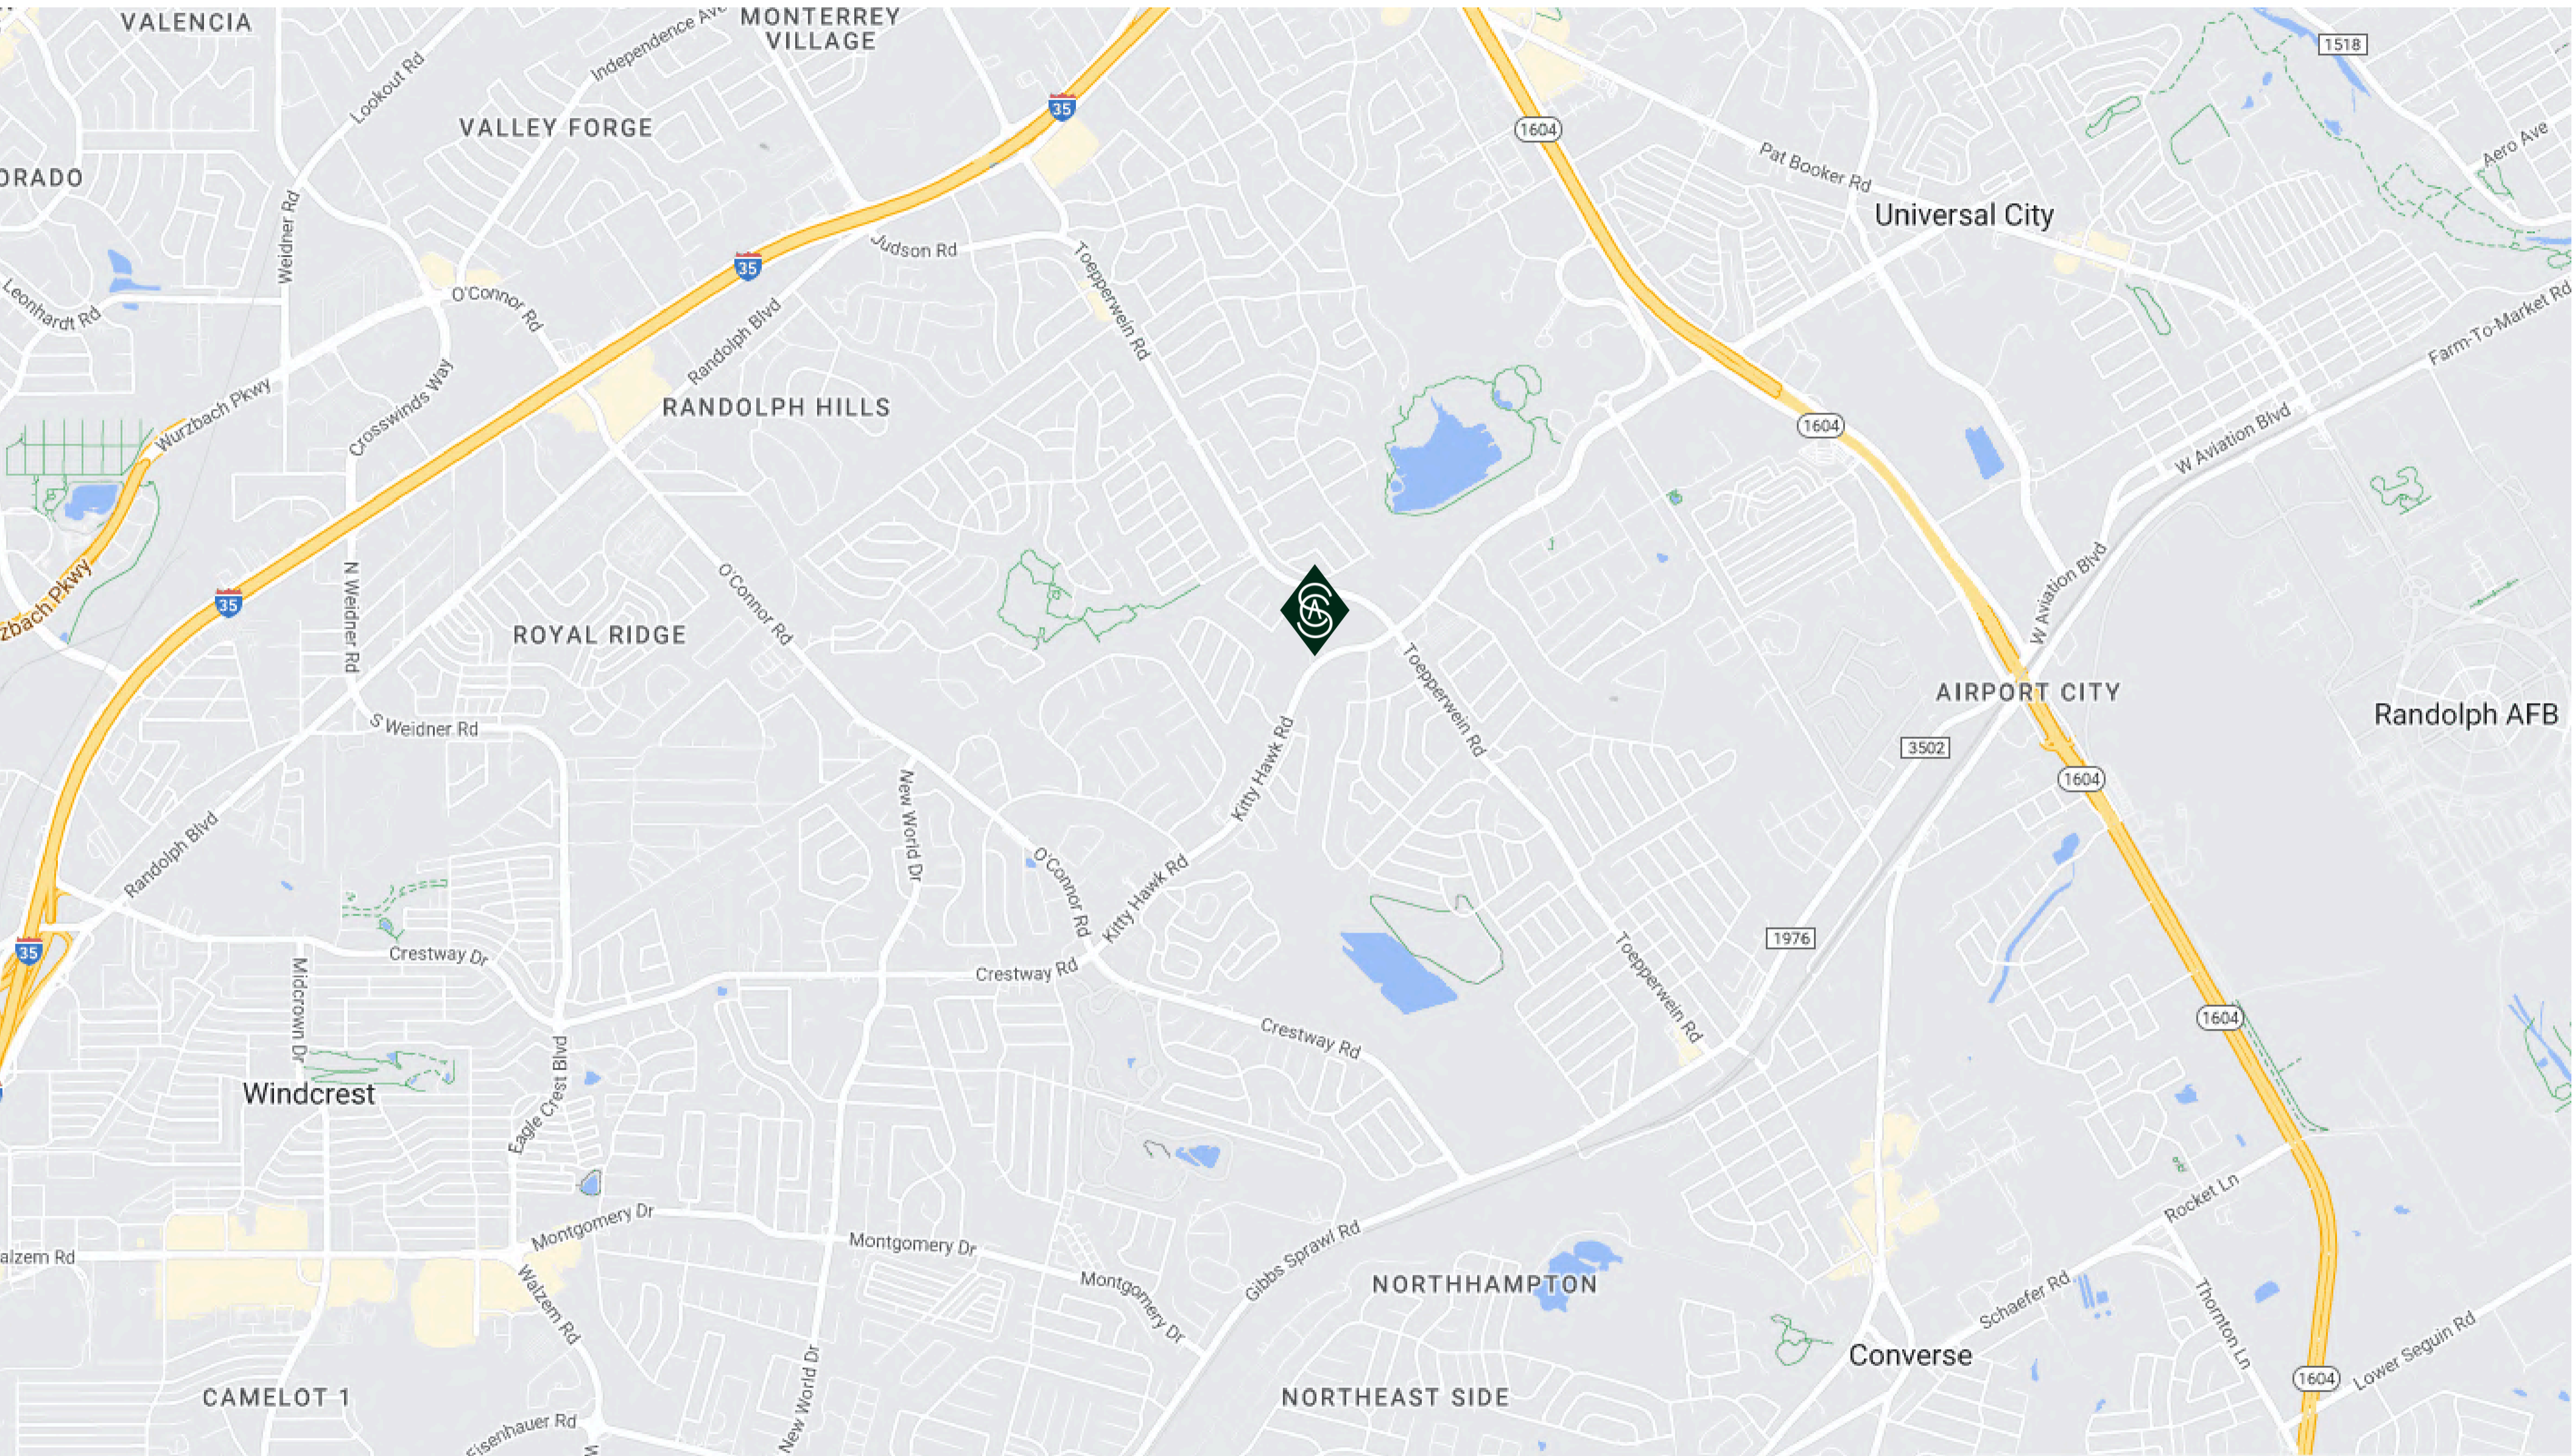 VALENCIA
MONTERREY
VILLAGE
Independence Ave
Lookout Rd
1518
35
VALLEY FORGE
1604
Aero Ave
Pat Booker Rd
ORADO
Universal City
Weidner Rd
Judson Rd
35
Toepperwein Rd
O'Connor Rd
Leonhardt Rd
Randolph Blvd
Farm-To-Market Rd
Wurzbach Pkwy
Crosswinds Way
RANDOLPH HILLS
1604
W Aviation Blvd
zbach Pkwy
35
N Weidner Rd
O'Connor Rd
SAC
W Aviation Blvd
ROYAL RIDGE
Toepperwein Rd
AIRPORT CITY
Randolph AFB
S Weidner Rd
3502
Kitty Hawk Rd
1604
New World Dr
Randolph Blvd
O'Connor Rd
Kitty Hawk Rd
35
Crestway Dr
1976
Toepperwein Rd
Crestway Rd
Midcrown Dr
1604
Crestway Rd
Eagle Crest Blvd
Windcrest
Rocket Ln
Montgomery Dr
alzem Rd
Montgomery Dr
Gibbs Sprawl Rd
Montgomery Dr
NORTHHAMPTON
Walzem Rd
Schaefer Rd
Thornton Ln
Converse
Lower Seguin Rd
1604
New World Dr
CAMELOT 1
NORTHEAST SIDE
Eisenhauer Rd
W